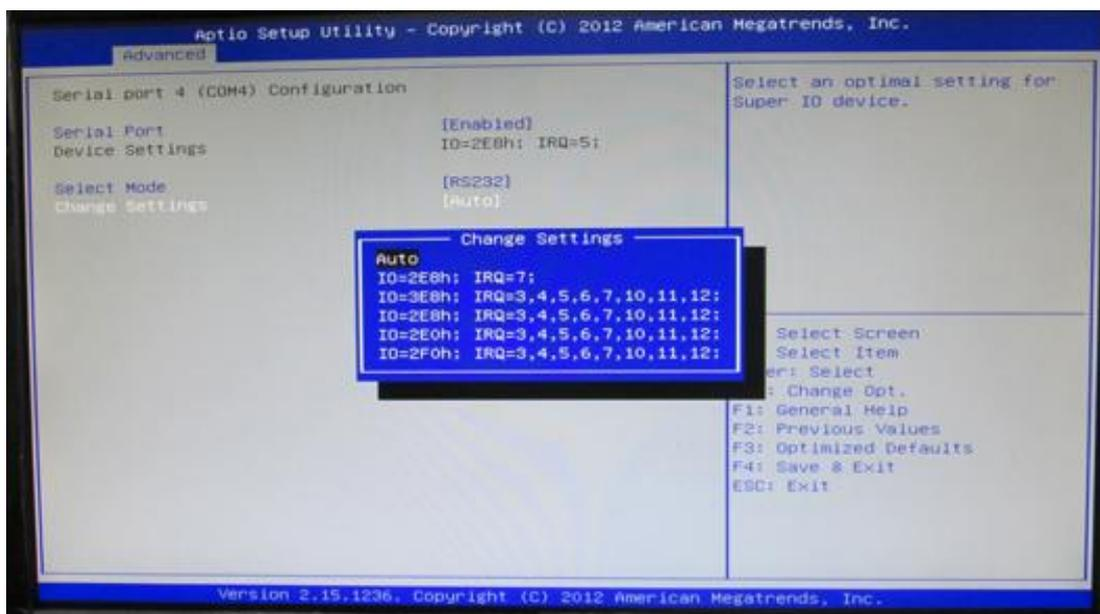 Aptio Setup Utility - Copyright (C) 2012 American Megatrends, Inc.
Advanced
Serial port 4 (COM4) Configuration
Serial Port [Enabled]
Device Settings IO=2E8h; IRQ=5;
Select Mode [RS232]
Change Settings [Auto]
Change Settings
Auto
IO=2E8h; IRQ=7;
IO=3E8h; IRQ=3,4,5,6,7,10,11,12;
IO=2E8h; IRQ=3,4,5,6,7,10,11,12;
IO=2E0h; IRQ=3,4,5,6,7,10,11,12;
IO=2F0h; IRQ=3,4,5,6,7,10,11,12;
Select an optimal setting for
Super IO device.
Select Screen
Select Item
er: Select
: Change Opt.
F1: General Help
F2: Previous Values
F3: Optimized Defaults
F4: Save & Exit
ESC: Exit
Version 2.15.1236. Copyright (C) 2012 American Megatrends, Inc.